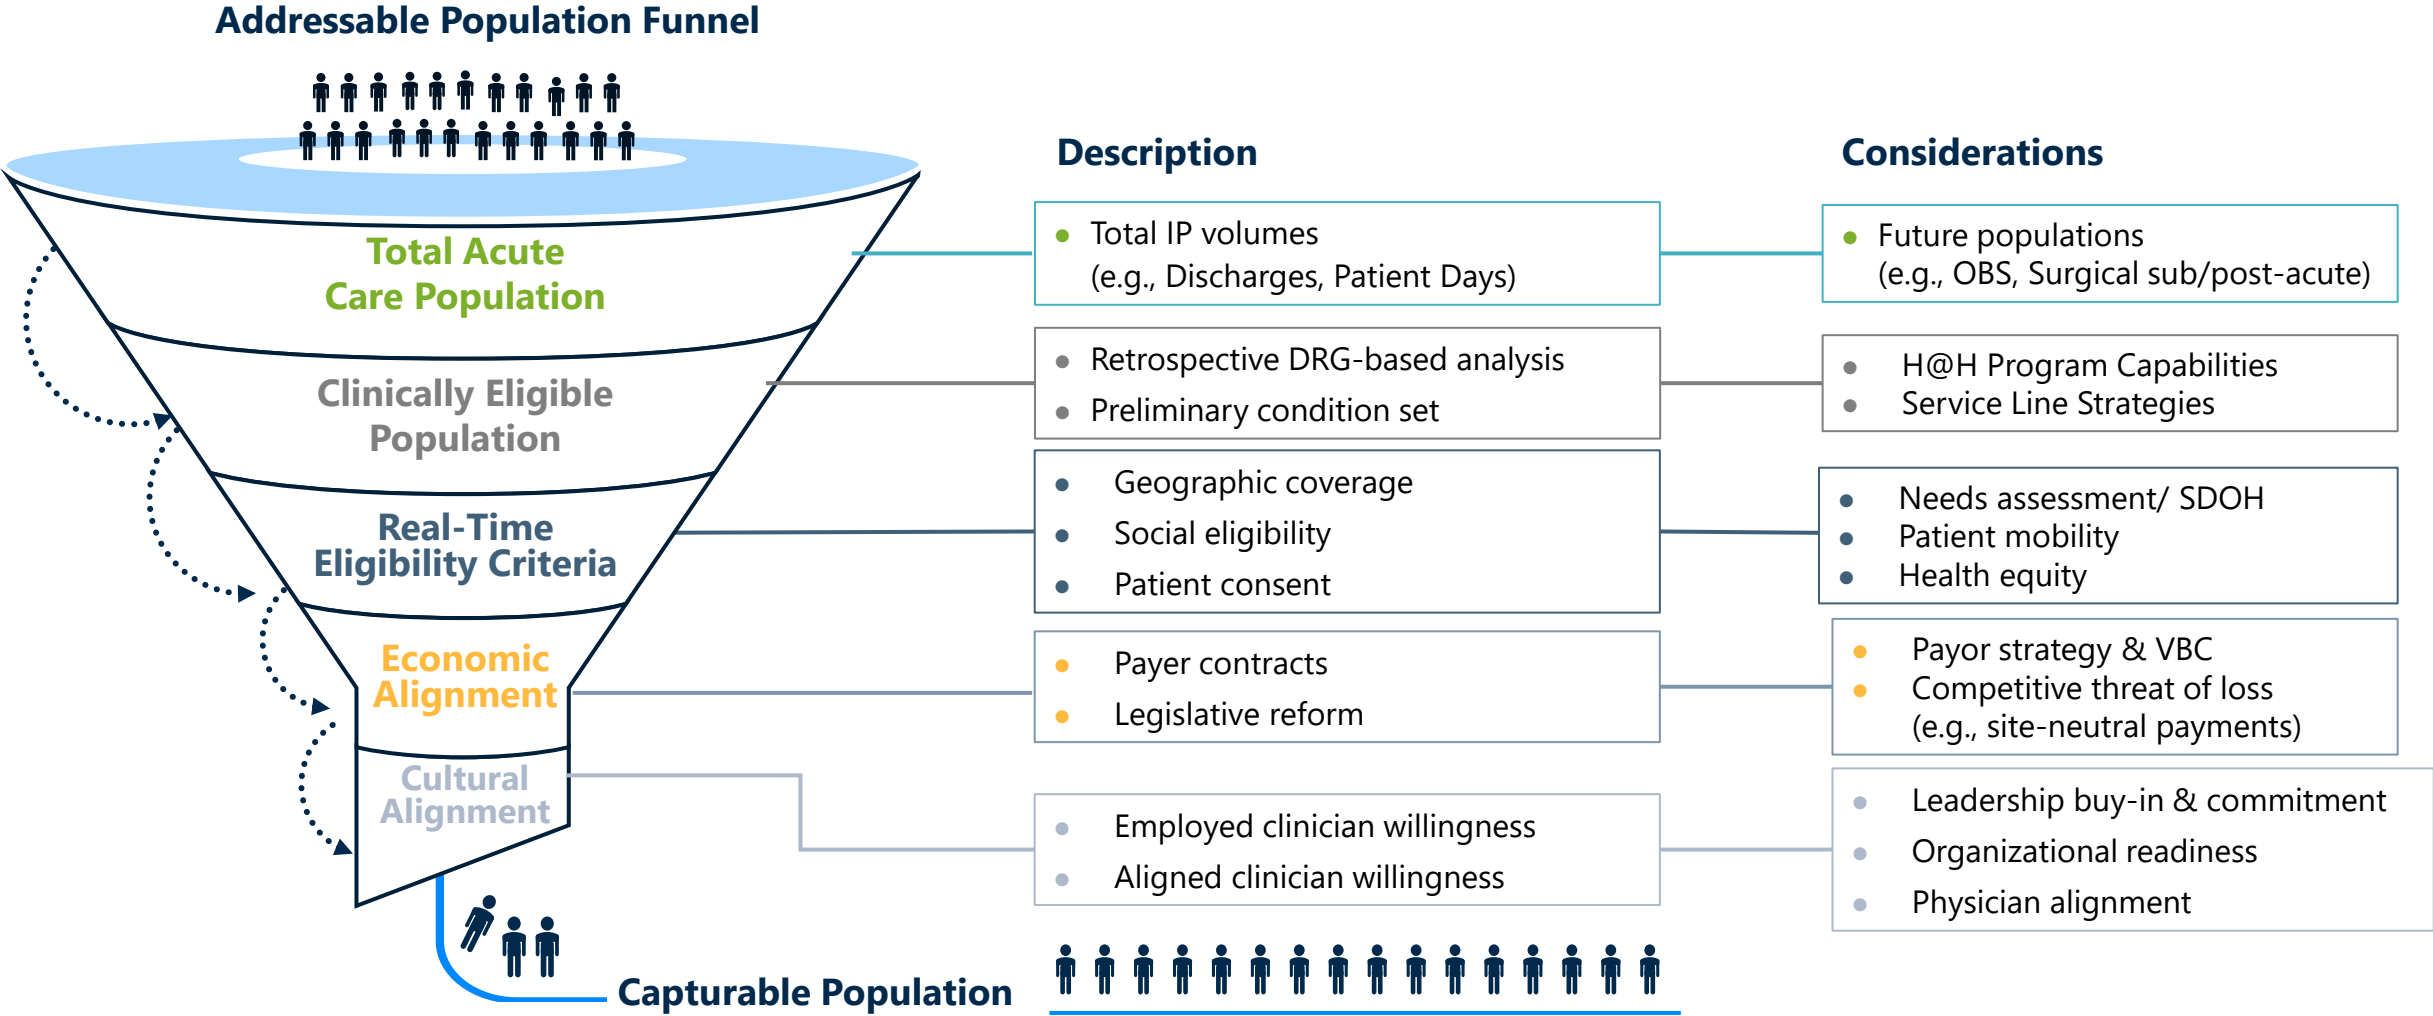 Addressable Population Funnel
Description
Considerations
Total Acute
Care Population
• Total IP volumes
(e.g., Discharges, Patient Days)
• Future populations
(e.g., OBS, Surgical sub/post-acute)
Clinically Eligible
Population
• Retrospective DRG-based analysis
• Preliminary condition set
• H@H Program Capabilities
• Service Line Strategies
Real-Time
Eligibility Criteria
• Geographic coverage
• Social eligibility
• Patient consent
• Needs assessment/ SDOH
• Patient mobility
• Health equity
Economic
Alignment
• Payer contracts
• Legislative reform
• Payor strategy & VBC
• Competitive threat of loss
(e.g., site-neutral payments)
Cultural
Alignment
• Employed clinician willingness
• Aligned clinician willingness
• Leadership buy-in & commitment
• Organizational readiness
• Physician alignment
Capturable Population